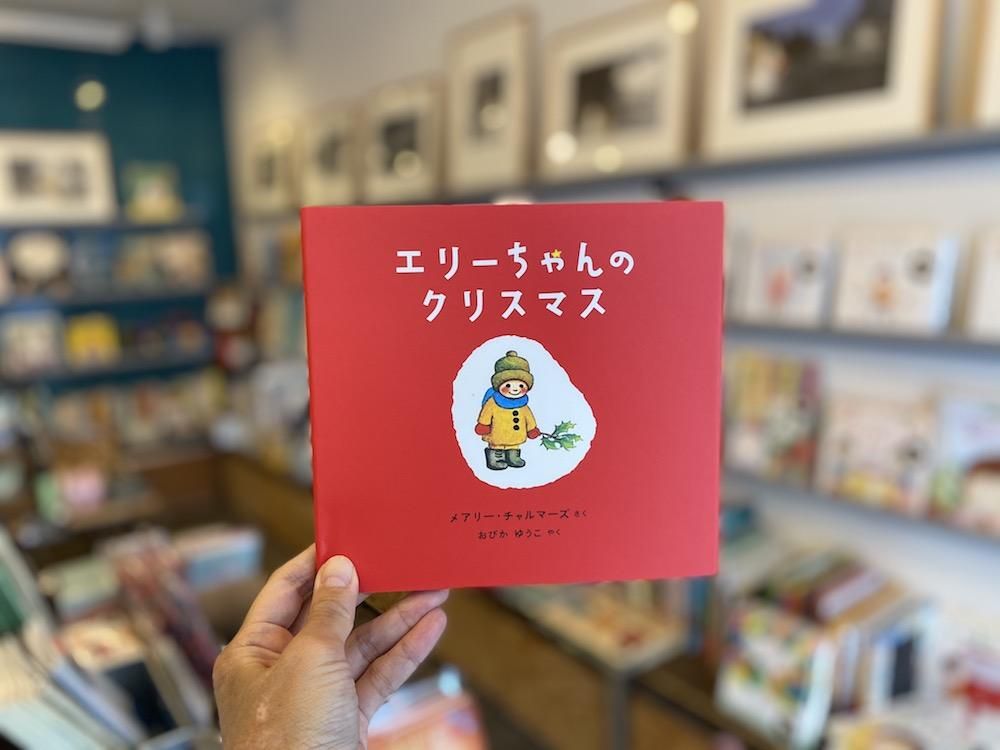 エリーちゃんの
クリスマス
メアリー・チャルマーズ さく
おびか ゆうこ やく